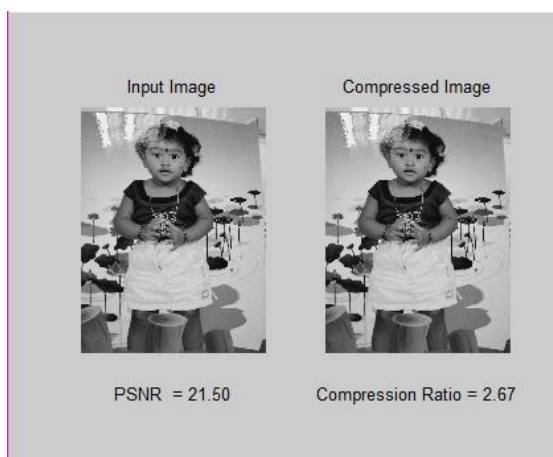 Input Image
Compressed Image
PSNR = 21.50
Compression Ratio = 2.67